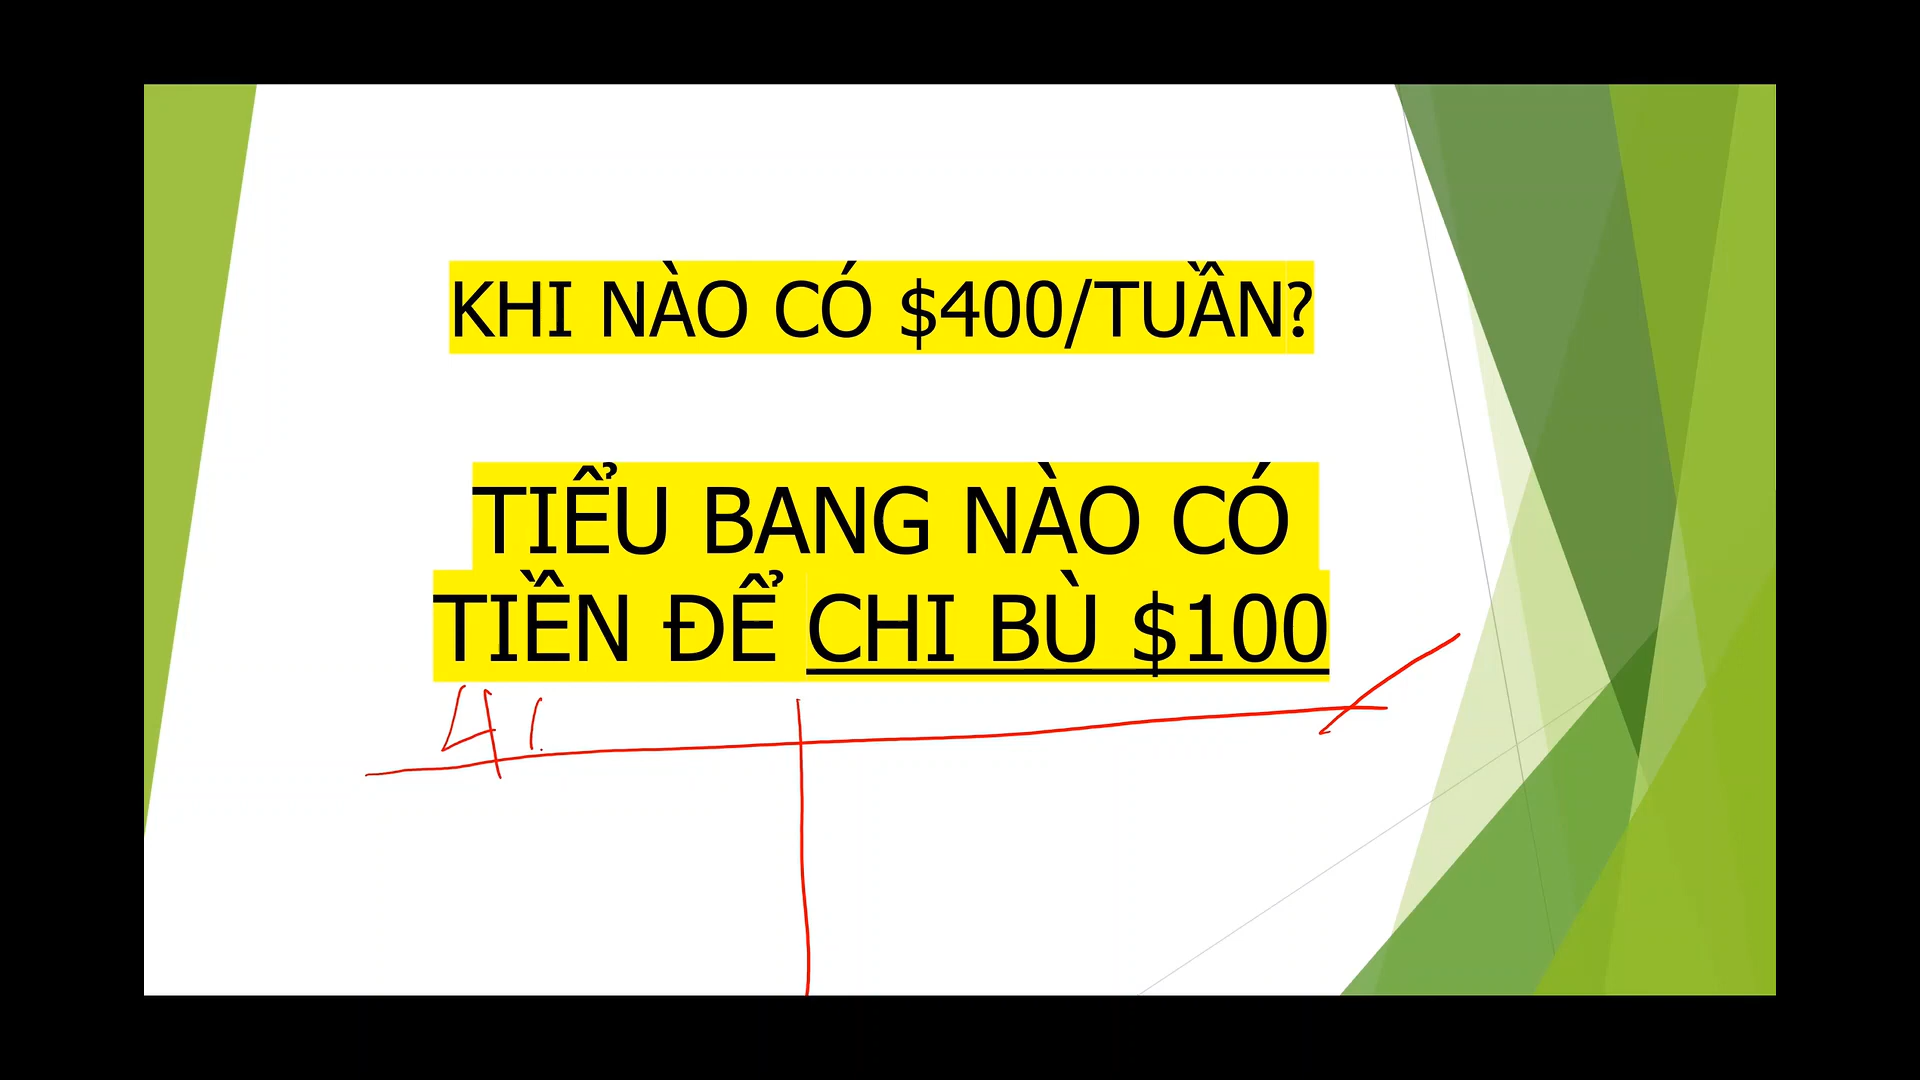 KHI NÀO CÓ $400/TUẦN?
TIỂU BANG NÀO CÓ
TIỀN ĐỂ CHI BÙ $100